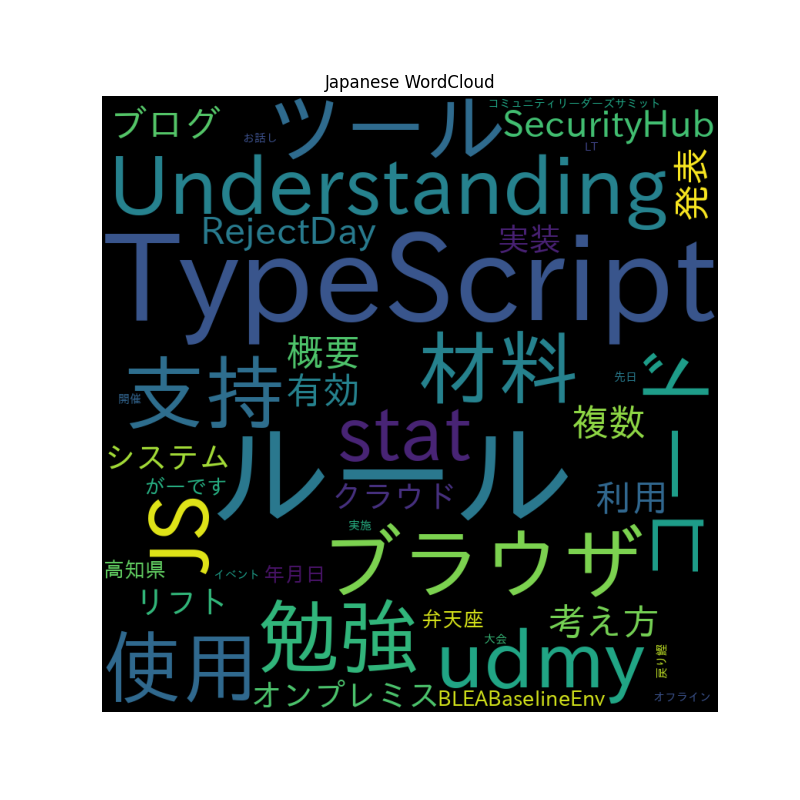 Japanese WordCloud
コミュニティリーダーズサミット
ブログ
ツール
SecurityHub
お話し
LT
Understanding
発表
RejectDay
実装
TypeScript
概要
材料
支持
有効
先日
コード
開催
stat
複数
システム
ルール
がーです
クラウド
利用
JS
実施
ブラウザ
高知県
イベント
年月日
リフト
勉強
弁天座
考え方
使用
大会
udmy
戻り鰹
オンプレミス
BLEABaselineEnv
オフライン